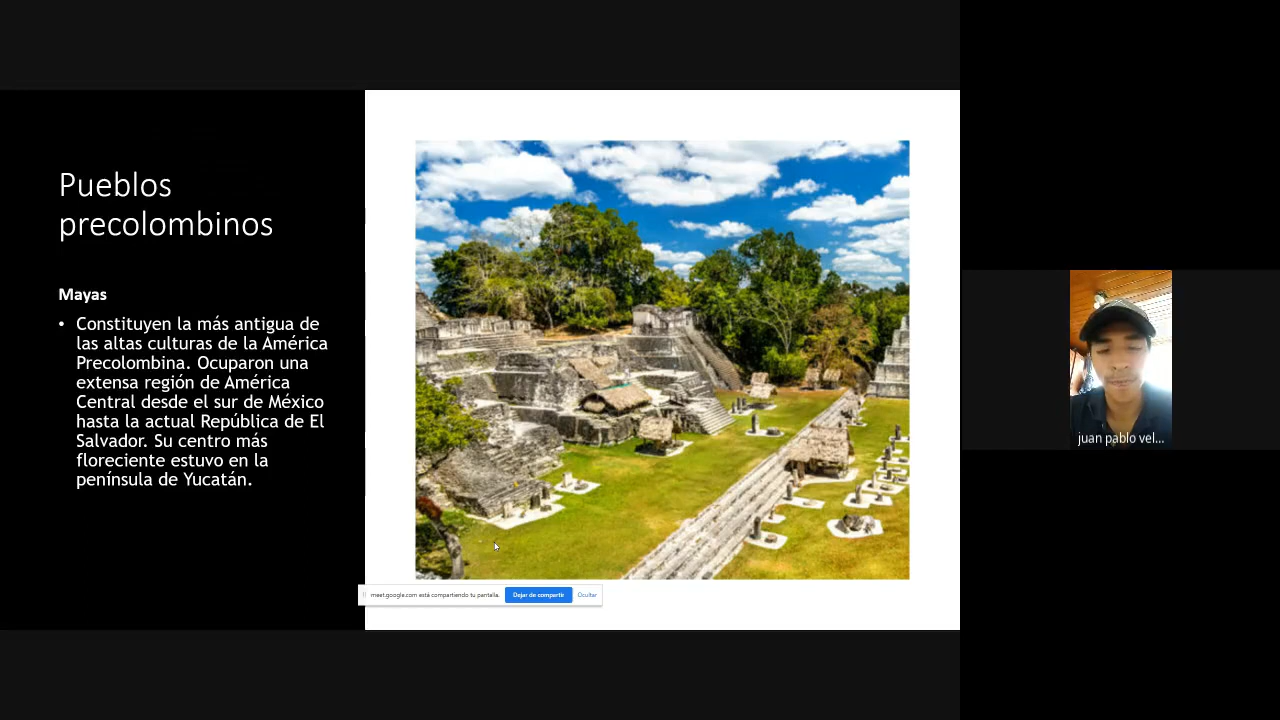 Pueblos
precolombinos
Mayas
• Constituyen la más antigua de
las altas culturas de la América
Precolombina. Ocuparon una
extensa región de América
Central desde el sur de México
hasta la actual República de El
Salvador. Su centro más
floreciente estuvo en la
península de Yucatán.
meet.google.com está compartiendo tu pantalla. Dejar de compartir Ocultar
juan pablo vel...